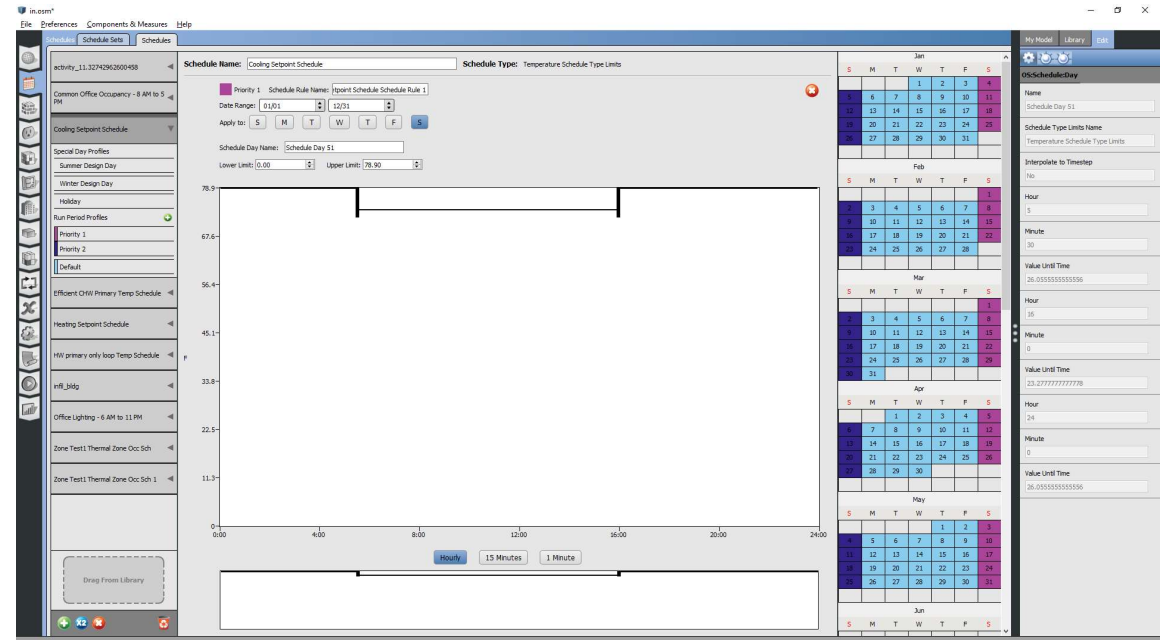 in.osm*
File Preferences Components & Measures Help
Schedules Schedule Sets Schedules
My Model Library Edit
activity_11.32742962600458
Common Office Occupancy - 8 AM to 5 PM
Cooling Setpoint Schedule
Special Day Profiles
Summer Design Day
Winter Design Day
Holiday
Run Period Profiles
Priority 1
Priority 2
Default
Efficient CHW Primary Temp Schedule
Heating Setpoint Schedule
HW primary only loop Temp Schedule
infil_bldg
Office Lighting - 6 AM to 11 PM
Zone Test1 Thermal Zone Occ Sch
Zone Test1 Thermal Zone Occ Sch 1
Drag From Library
X2
Schedule Name: Cooling Setpoint Schedule Schedule Type: Temperature Schedule Type Limits
Priority 1 Schedule Rule Name: tpoint Schedule Schedule Rule 1
Date Range: 01/01 12/31
Apply to: S M T W T F S
Schedule Day Name: Schedule Day 51
Lower Limit: 0.00 Upper Limit: 78.90
78.9
67.6
56.4
45.1
F
33.8
22.5
11.3
0
0:00 4:00 8:00 12:00 16:00 20:00 24:00
Hourly 15 Minutes 1 Minute
Jan
S M T W T F S
1 2 3 4
5 6 7 8 9 10 11
12 13 14 15 16 17 18
19 20 21 22 23 24 25
26 27 28 29 30 31
Feb
S M T W T F S
1
2 3 4 5 6 7 8
9 10 11 12 13 14 15
16 17 18 19 20 21 22
23 24 25 26 27 28
Mar
S M T W T F S
1
2 3 4 5 6 7 8
9 10 11 12 13 14 15
16 17 18 19 20 21 22
23 24 25 26 27 28 29
30 31
Apr
S M T W T F S
1 2 3 4 5
6 7 8 9 10 11 12
13 14 15 16 17 18 19
20 21 22 23 24 25 26
27 28 29 30
May
S M T W T F S
1 2 3
4 5 6 7 8 9 10
11 12 13 14 15 16 17
18 19 20 21 22 23 24
25 26 27 28 29 30 31
Jun
S M T W T F S
OS:Schedule:Day
Name
Schedule Day 51
Schedule Type Limits Name
Temperature Schedule Type Limits
Interpolate to Timestep
No
Hour
5
Minute
30
Value Until Time
26.0555555555556
Hour
16
Minute
0
Value Until Time
23.2777777777778
Hour
24
Minute
0
Value Until Time
26.0555555555556